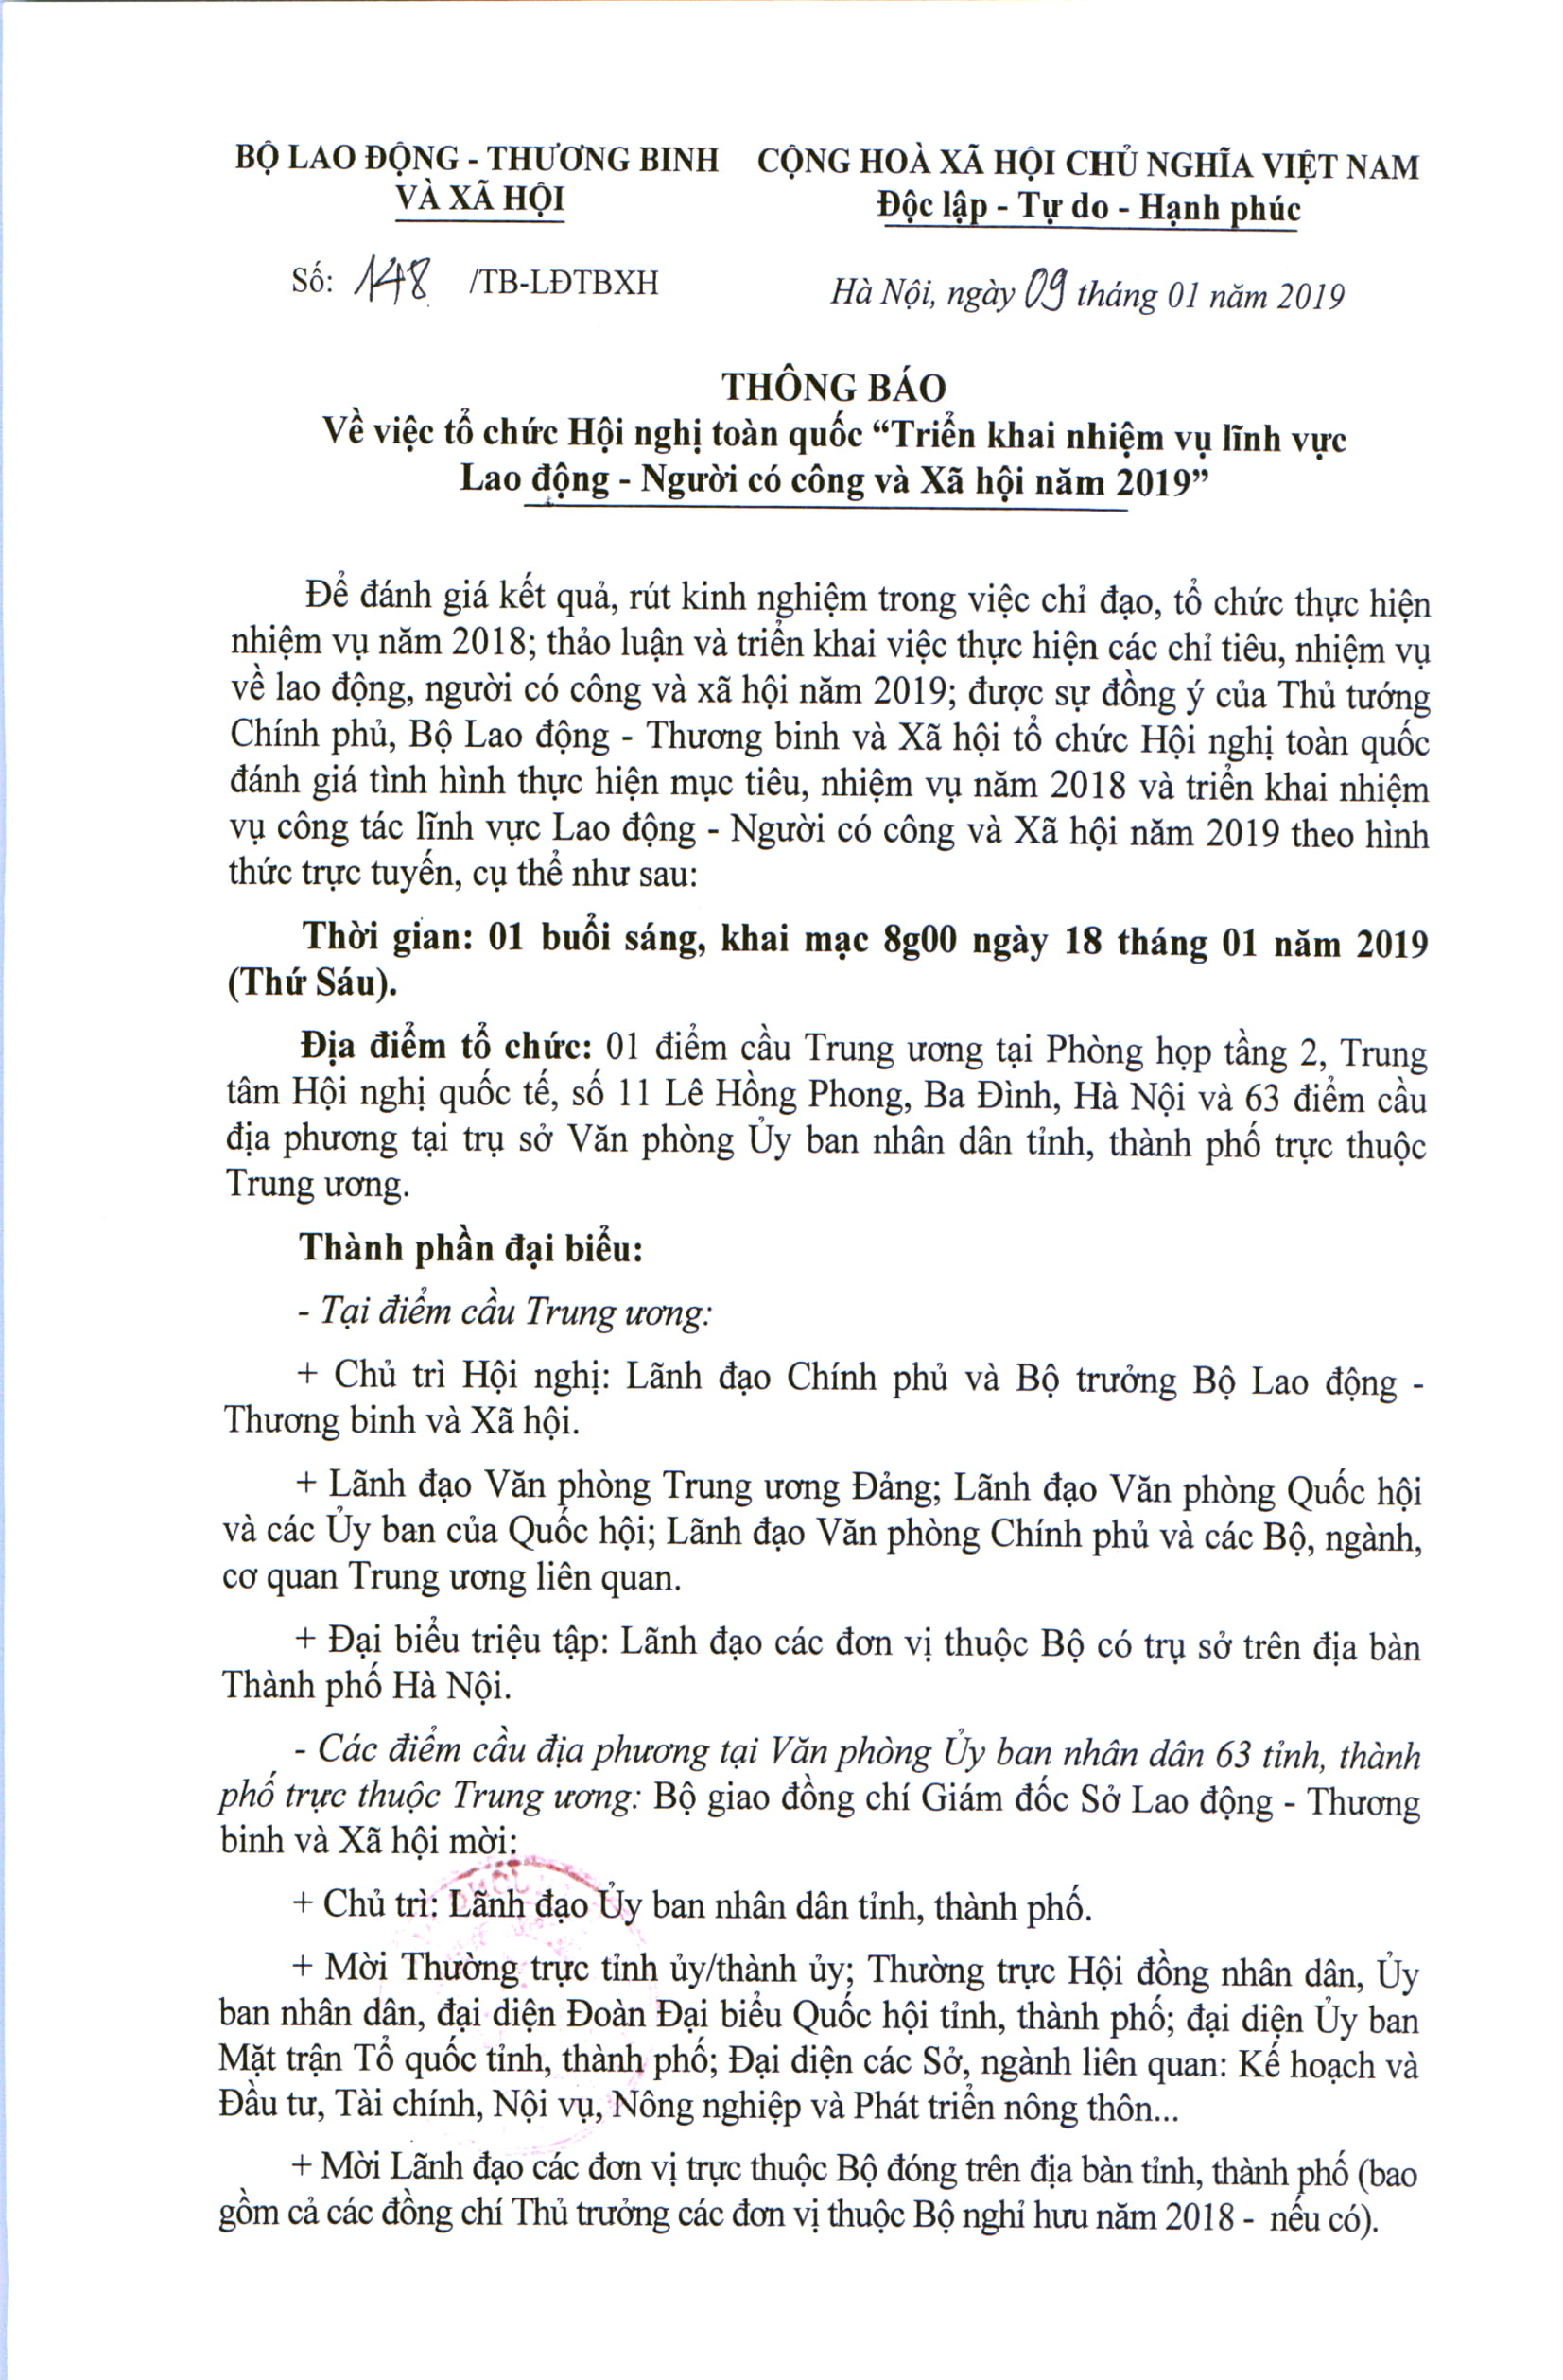 BỘ LAO ĐỘNG - THƯƠNG BINH
VÀ XÃ HỘI
CỘNG HOÀ XÃ HỘI CHỦ NGHĨA VIỆT NAM
Độc lập - Tự do - Hạnh phúc
Số: 148 /TB-LĐTBXH
Hà Nội, ngày 09 tháng 01 năm 2019
THÔNG BÁO
Về việc tổ chức Hội nghị toàn quốc “Triển khai nhiệm vụ lĩnh vực
Lao động - Người có công và Xã hội năm 2019”
Để đánh giá kết quả, rút kinh nghiệm trong việc chỉ đạo, tổ chức thực hiện
nhiệm vụ năm 2018; thảo luận và triển khai việc thực hiện các chỉ tiêu, nhiệm vụ
về lao động, người có công và xã hội năm 2019; được sự đồng ý của Thủ tướng
Chính phủ, Bộ Lao động - Thương binh và Xã hội tổ chức Hội nghị toàn quốc
đánh giá tình hình thực hiện mục tiêu, nhiệm vụ năm 2018 và triển khai nhiệm
vụ công tác lĩnh vực Lao động - Người có công và Xã hội năm 2019 theo hình
thức trực tuyến, cụ thể như sau:
Thời gian: 01 buổi sáng, khai mạc 8g00 ngày 18 tháng 01 năm 2019
(Thứ Sáu).
Địa điểm tổ chức: 01 điểm cầu Trung ương tại Phòng họp tầng 2, Trung
tâm Hội nghị quốc tế, số 11 Lê Hồng Phong, Ba Đình, Hà Nội và 63 điểm cầu
địa phương tại trụ sở Văn phòng Ủy ban nhân dân tỉnh, thành phố trực thuộc
Trung ương.
Thành phần đại biểu:
- Tại điểm cầu Trung ương:
+ Chủ trì Hội nghị: Lãnh đạo Chính phủ và Bộ trưởng Bộ Lao động -
Thương binh và Xã hội.
+ Lãnh đạo Văn phòng Trung ương Đảng; Lãnh đạo Văn phòng Quốc hội
và các Ủy ban của Quốc hội; Lãnh đạo Văn phòng Chính phủ và các Bộ, ngành,
cơ quan Trung ương liên quan.
+ Đại biểu triệu tập: Lãnh đạo các đơn vị thuộc Bộ có trụ sở trên địa bàn
Thành phố Hà Nội.
- Các điểm cầu địa phương tại Văn phòng Ủy ban nhân dân 63 tỉnh, thành
phố trực thuộc Trung ương: Bộ giao đồng chí Giám đốc Sở Lao động - Thương
binh và Xã hội mời:
+ Chủ trì: Lãnh đạo Ủy ban nhân dân tỉnh, thành phố.
+ Mời Thường trực tỉnh ủy/thành ủy; Thường trực Hội đồng nhân dân, Ủy
ban nhân dân, đại diện Đoàn Đại biểu Quốc hội tỉnh, thành phố; đại diện Ủy ban
Mặt trận Tổ quốc tỉnh, thành phố; Đại diện các Sở, ngành liên quan: Kế hoạch và
Đầu tư, Tài chính, Nội vụ, Nông nghiệp và Phát triển nông thôn...
+ Mời Lãnh đạo các đơn vị trực thuộc Bộ đóng trên địa bàn tỉnh, thành phố (bao
gồm cả các đồng chí Thủ trưởng các đơn vị thuộc Bộ nghỉ hưu năm 2018 - nếu có).